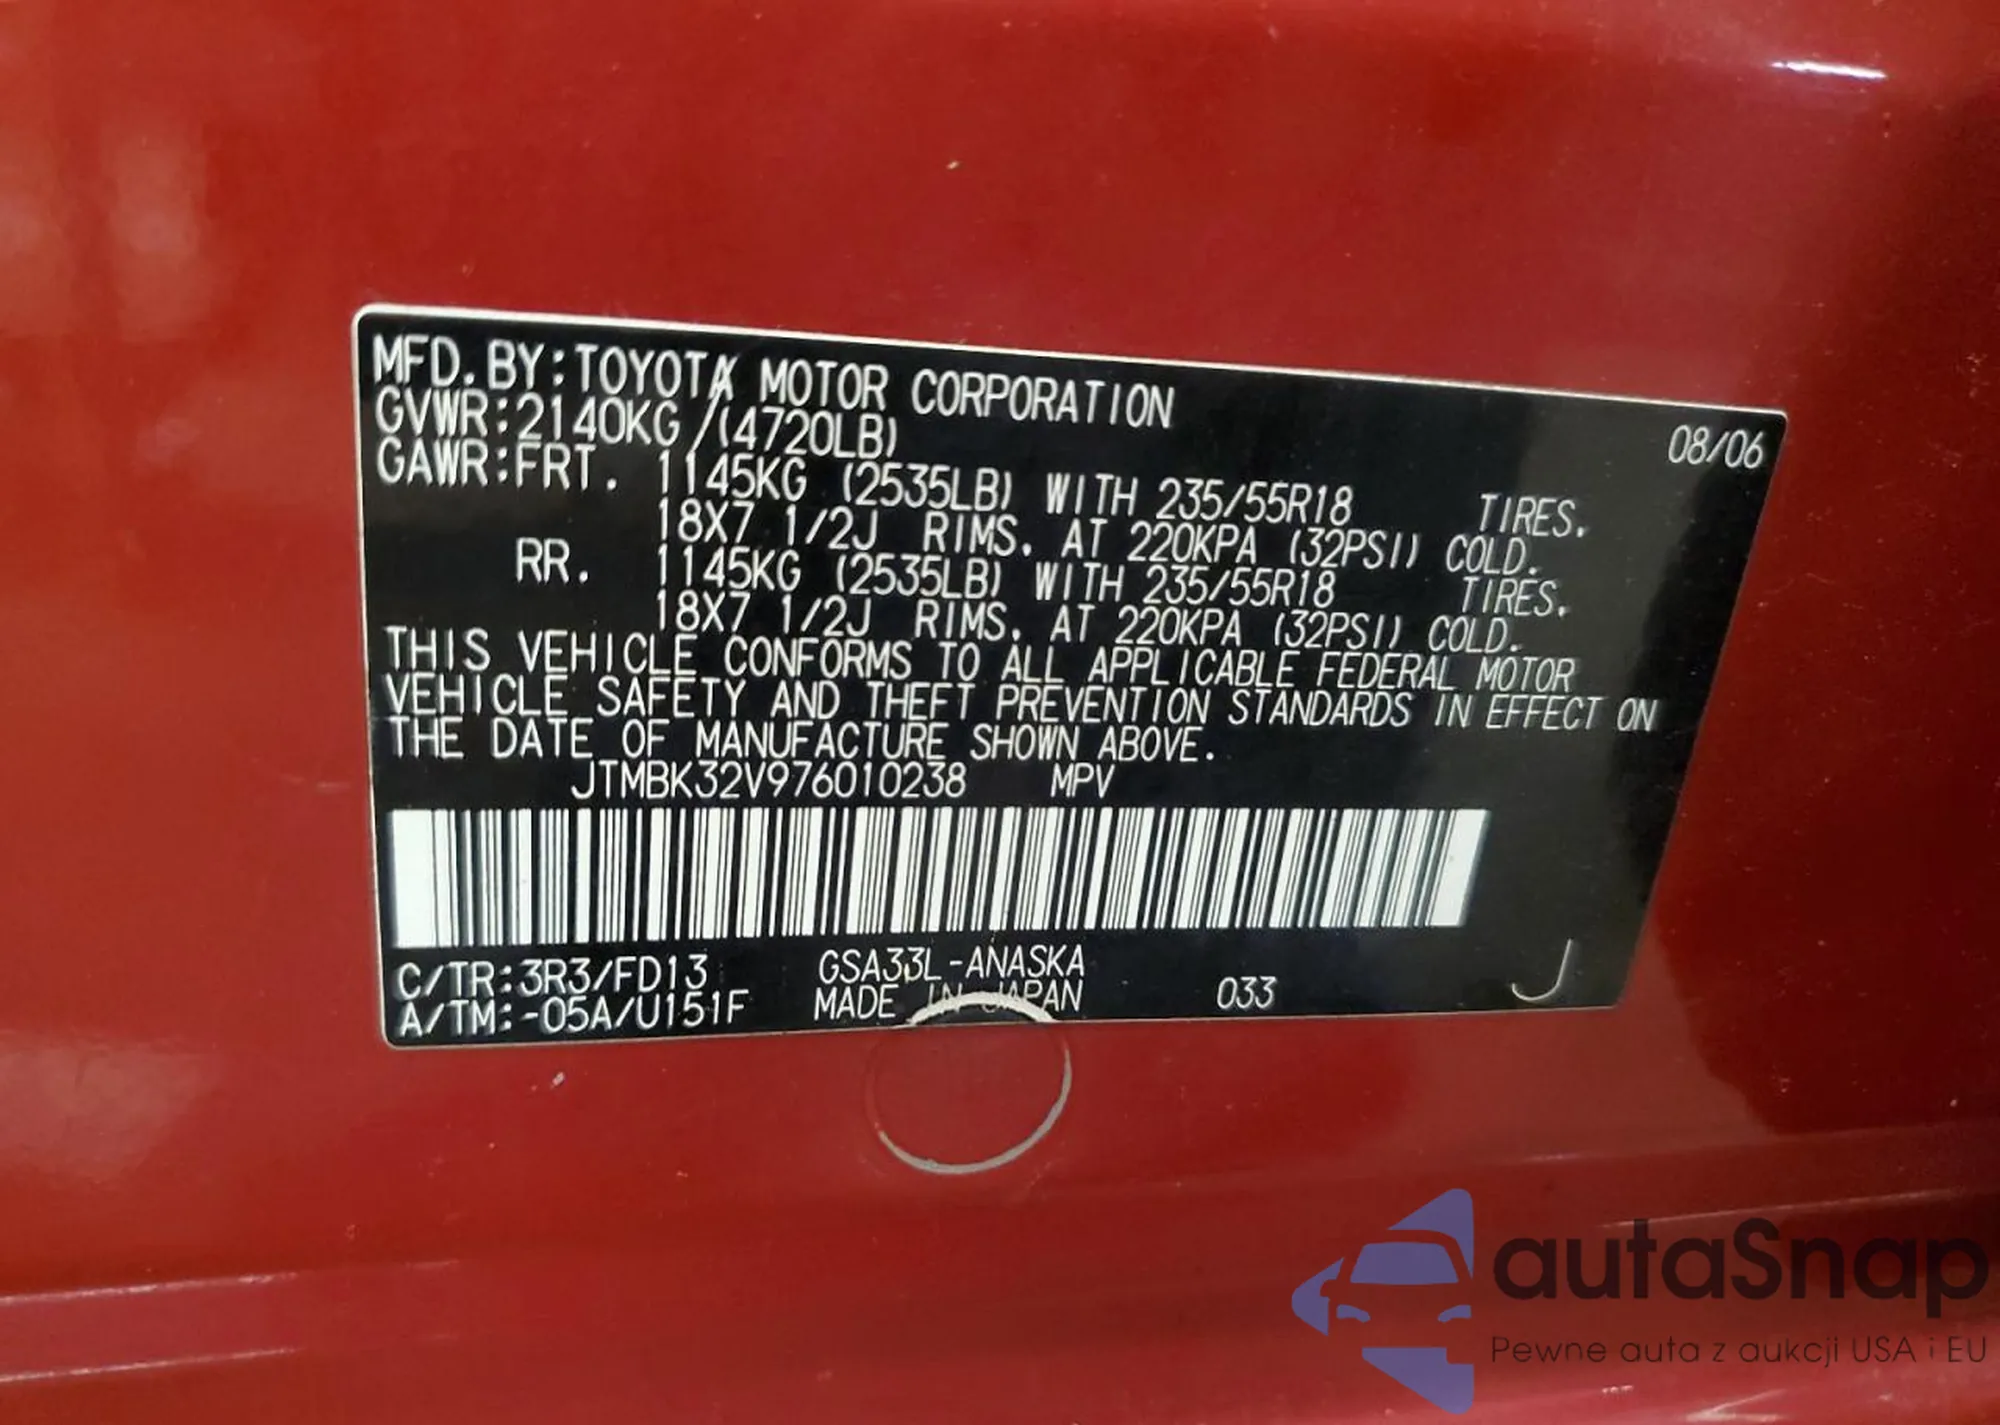 MFD. BY: TOYOTA MOTOR CORPORATION 08/06
GVWR: 2140KG (4720LB)
GAWR: FRT. 1145KG (2535LB) WITH 235/55R18 TIRES.
18X7 1/2J RIMS. AT 220KPA (32PSI) COLD.
RR. 1145KG (2535LB) WITH 235/55R18 TIRES.
18X7 1/2J RIMS. AT 220KPA (32PSI) COLD.
THIS VEHICLE CONFORMS TO ALL APPLICABLE FEDERAL MOTOR
VEHICLE SAFETY AND THEFT PREVENTION STANDARDS IN EFFECT ON
THE DATE OF MANUFACTURE SHOWN ABOVE.
JTMBK32V976010238 MPV
C/TR: 3R3/FD13 GSA33L-ANASKA
A/TM: -05A/U151F MADE IN JAPAN 033 J
autaSnap
Pewne auta z aukcji USA i EU